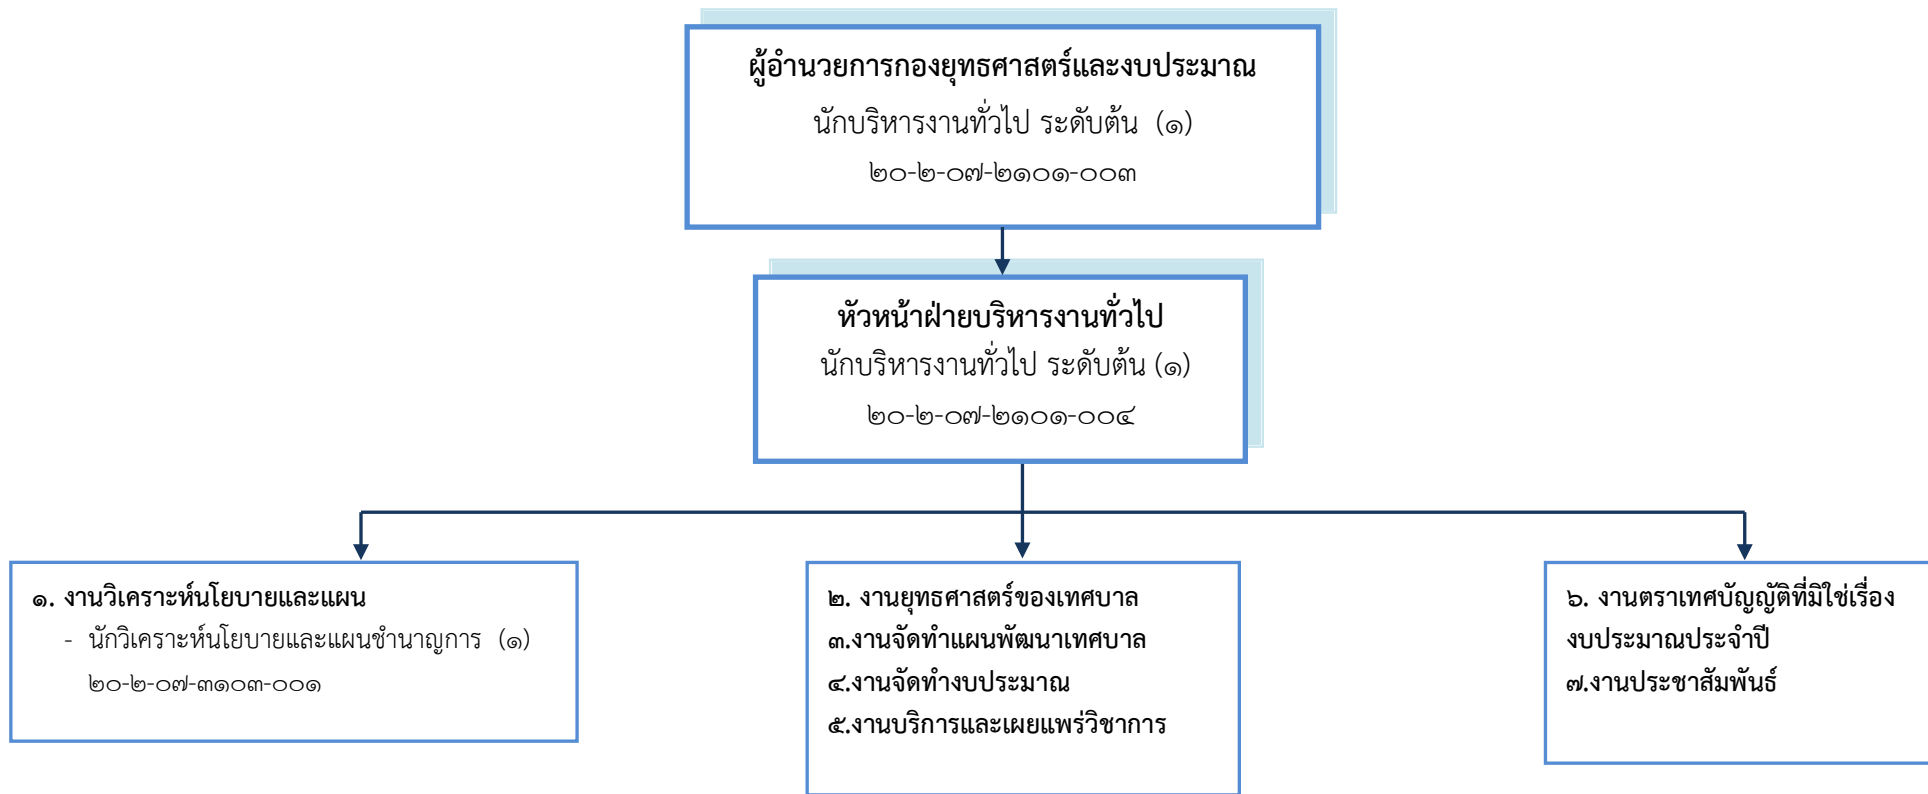 ผู้อำนวยการกองยุทธศาสตร์และงบประมาณ
นักบริหารงานทั่วไป ระดับต้น (๑)
๒๐-๒-๐๗-๒๑๐๑-๐๐๓
หัวหน้าฝ่ายบริหารงานทั่วไป
นักบริหารงานทั่วไป ระดับต้น (๑)
๒๐-๒-๐๗-๒๑๐๑-๐๐๔
๑. งานวิเคราะห์นโยบายและแผน
- นักวิเคราะห์นโยบายและแผนชำนาญการ (๑)
๒๐-๒-๐๗-๓๑๐๓-๐๐๑
๒. งานยุทธศาสตร์ของเทศบาล
๓.งานจัดทำแผนพัฒนาเทศบาล
๔.งานจัดทำงบประมาณ
๕.งานบริการและเผยแพร่วิชาการ
๖. งานตราเทศบัญญัติที่มิใช่เรื่อง
งบประมาณประจำปี
๗.งานประชาสัมพันธ์